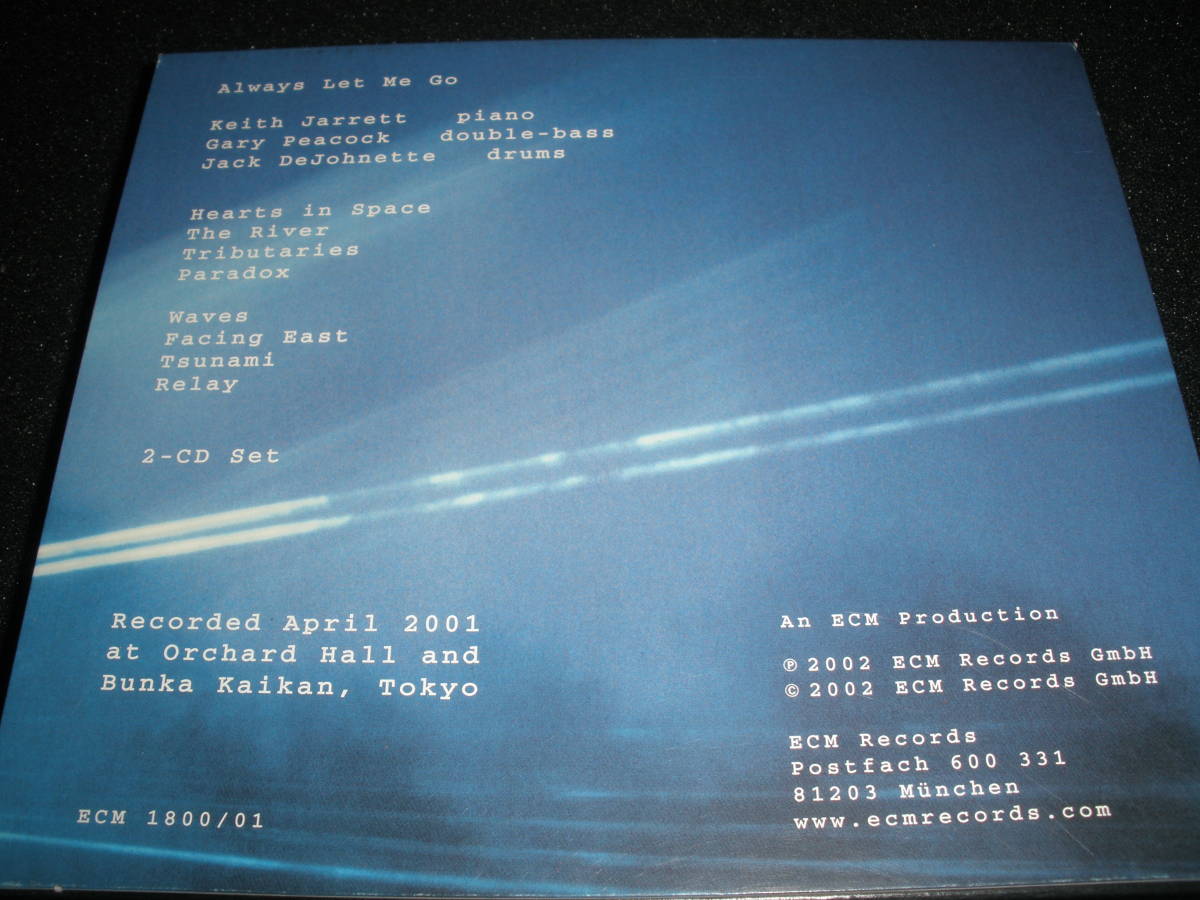 Always Let Me Go
Keith Jarrett piano
Gary Peacock double-bass
Jack DeJohnette drums
Hearts in Space
The River
Tributaries
Paradox
Waves
Facing East
Tsunami
Relay
2-CD Set
Recorded April 2001
at Orchard Hall and
Bunka Kaikan, Tokyo
ECM 1800/01
An ECM Production
℗ 2002 ECM Records GmbH
© 2002 ECM Records GmbH
ECM Records
Postfach 600 331
81203 München
www.ecmrecords.com